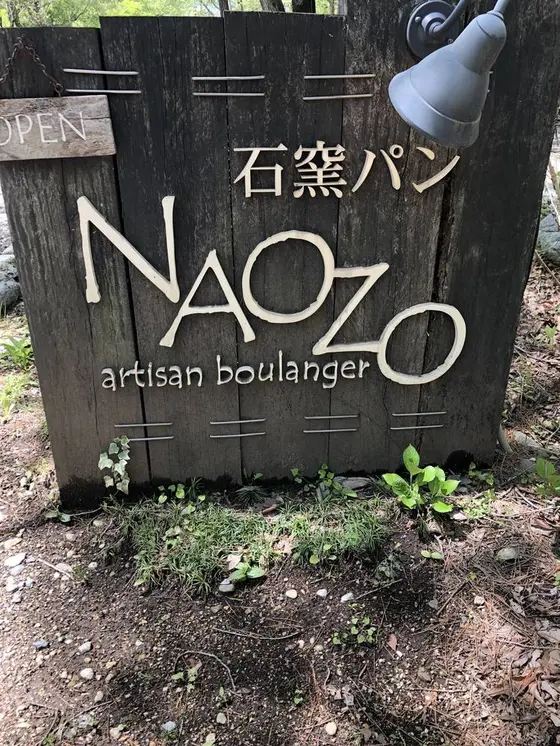 OPEN
石窯パン
NAOZO
artisan boulanger